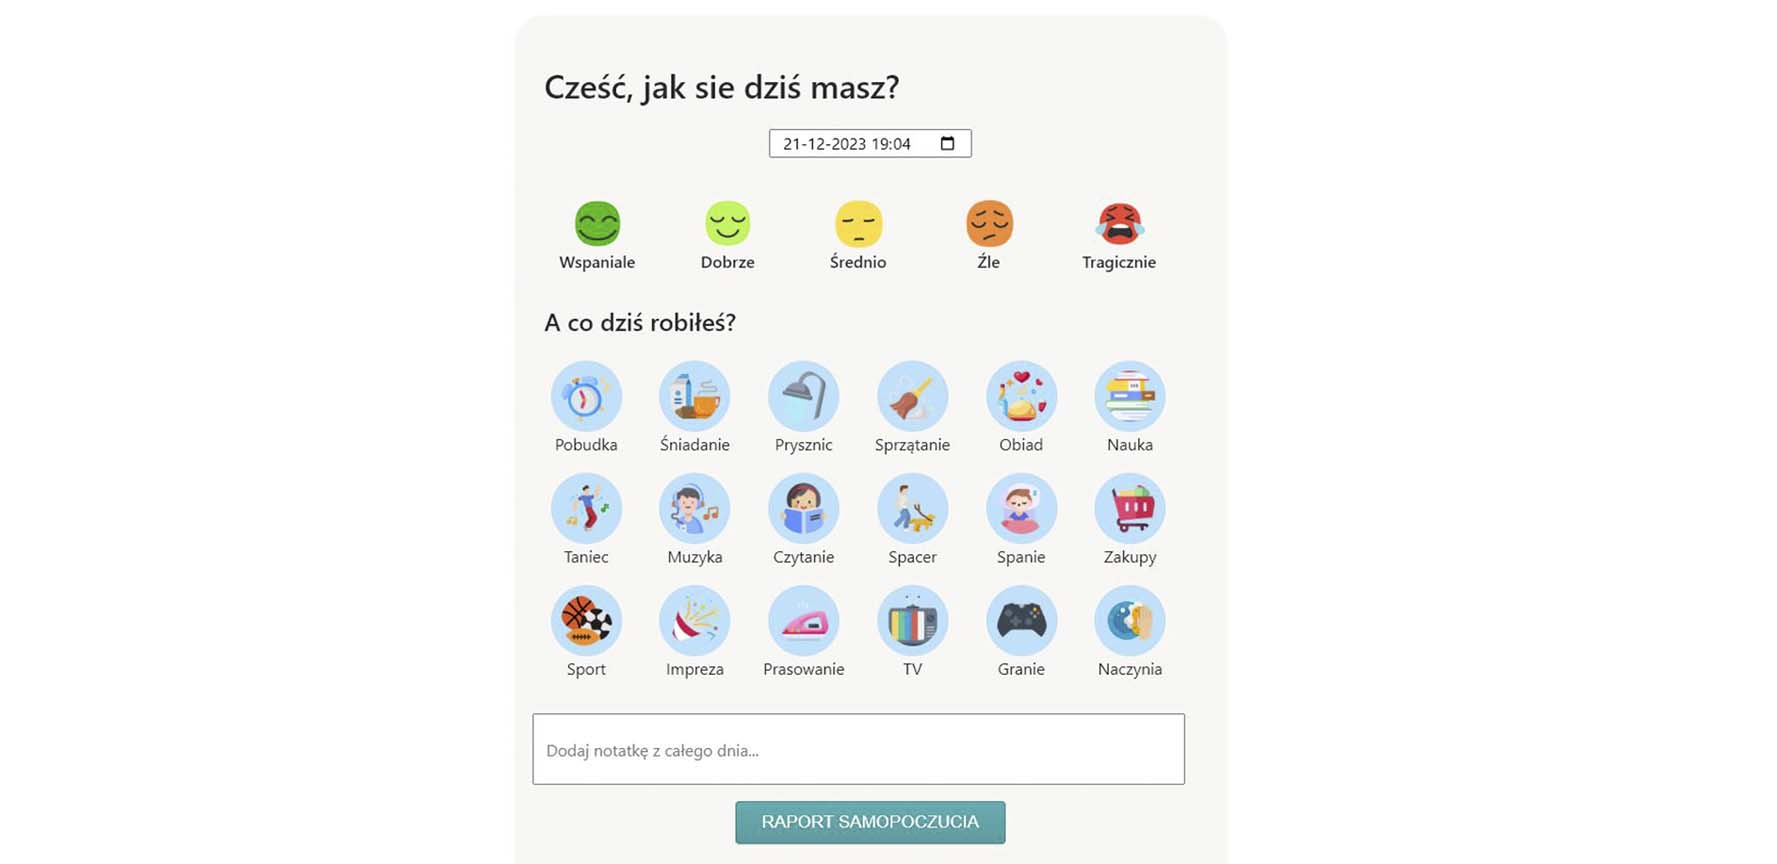 Cześć, jak sie dziś masz?
21-12-2023 19:04
Wspaniale Dobrze Średnio Źle Tragicznie
A co dziś robiłeś?
Pobudka Śniadanie Prysznic Sprzątanie Obiad Nauka
Taniec Muzyka Czytanie Spacer Spanie Zakupy
Sport Impreza Prasowanie TV Granie Naczynia
Dodaj notatkę z całego dnia...
RAPORT SAMOPOCZUCIA